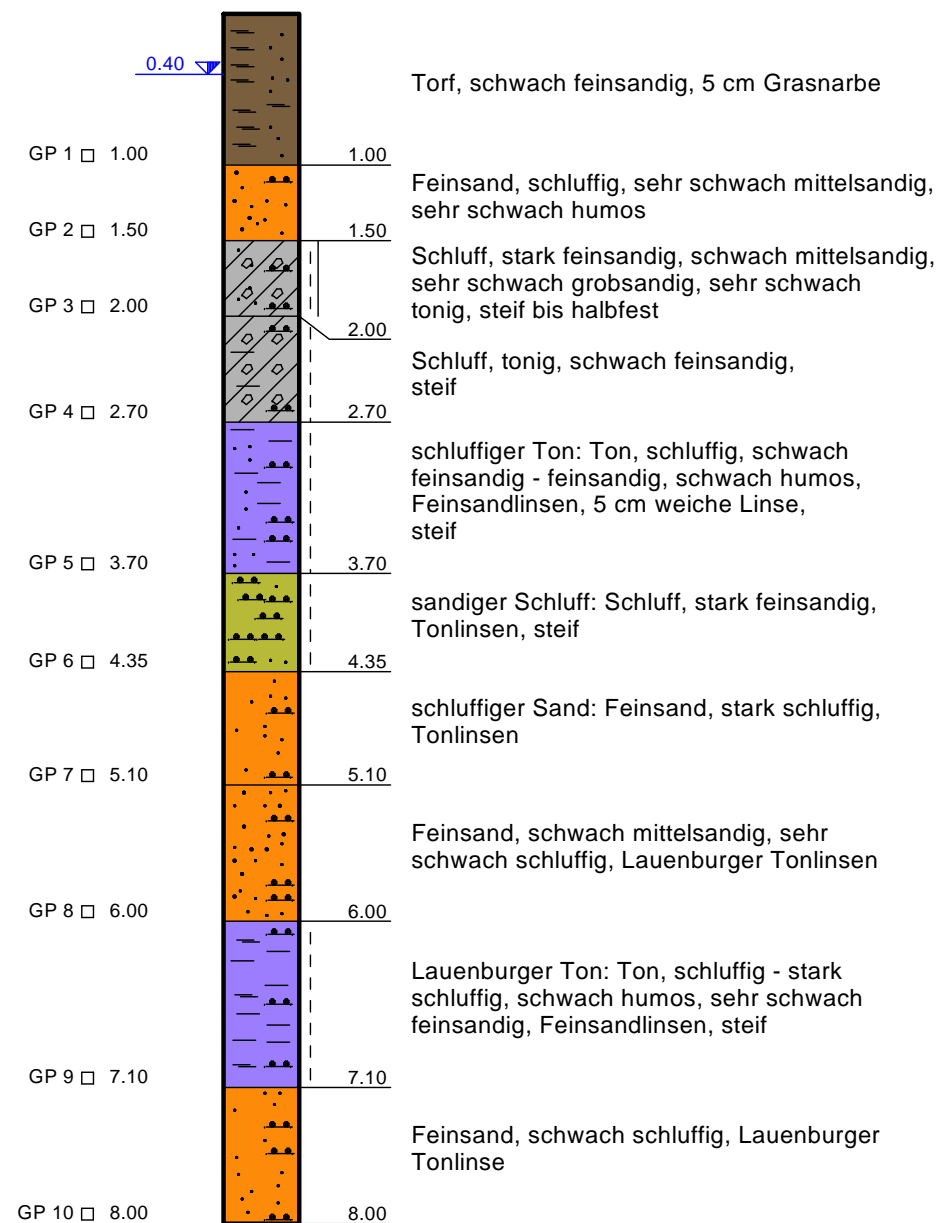 0.40
Torf, schwach feinsandig, 5 cm Grasnarbe
GP 1 1.00
1.00
Feinsand, schluffig, sehr schwach mittelsandig,
sehr schwach humos
GP 2 1.50
1.50
Schluff, stark feinsandig, schwach mittelsandig,
sehr schwach grobsandig, sehr schwach
tonig, steif bis halbfest
GP 3 2.00
2.00
Schluff, tonig, schwach feinsandig,
steif
GP 4 2.70
2.70
schluffiger Ton: Ton, schluffig, schwach
feinsandig - feinsandig, schwach humos,
Feinsandlinsen, 5 cm weiche Linse,
steif
GP 5 3.70
3.70
sandiger Schluff: Schluff, stark feinsandig,
Tonlinsen, steif
GP 6 4.35
4.35
schluffiger Sand: Feinsand, stark schluffig,
Tonlinsen
GP 7 5.10
5.10
Feinsand, schwach mittelsandig, sehr
schwach schluffig, Lauenburger Tonlinsen
GP 8 6.00
6.00
Lauenburger Ton: Ton, schluffig - stark
schluffig, schwach humos, sehr schwach
feinsandig, Feinsandlinsen, steif
GP 9 7.10
7.10
Feinsand, schwach schluffig, Lauenburger
Tonlinse
GP 10 8.00
8.00